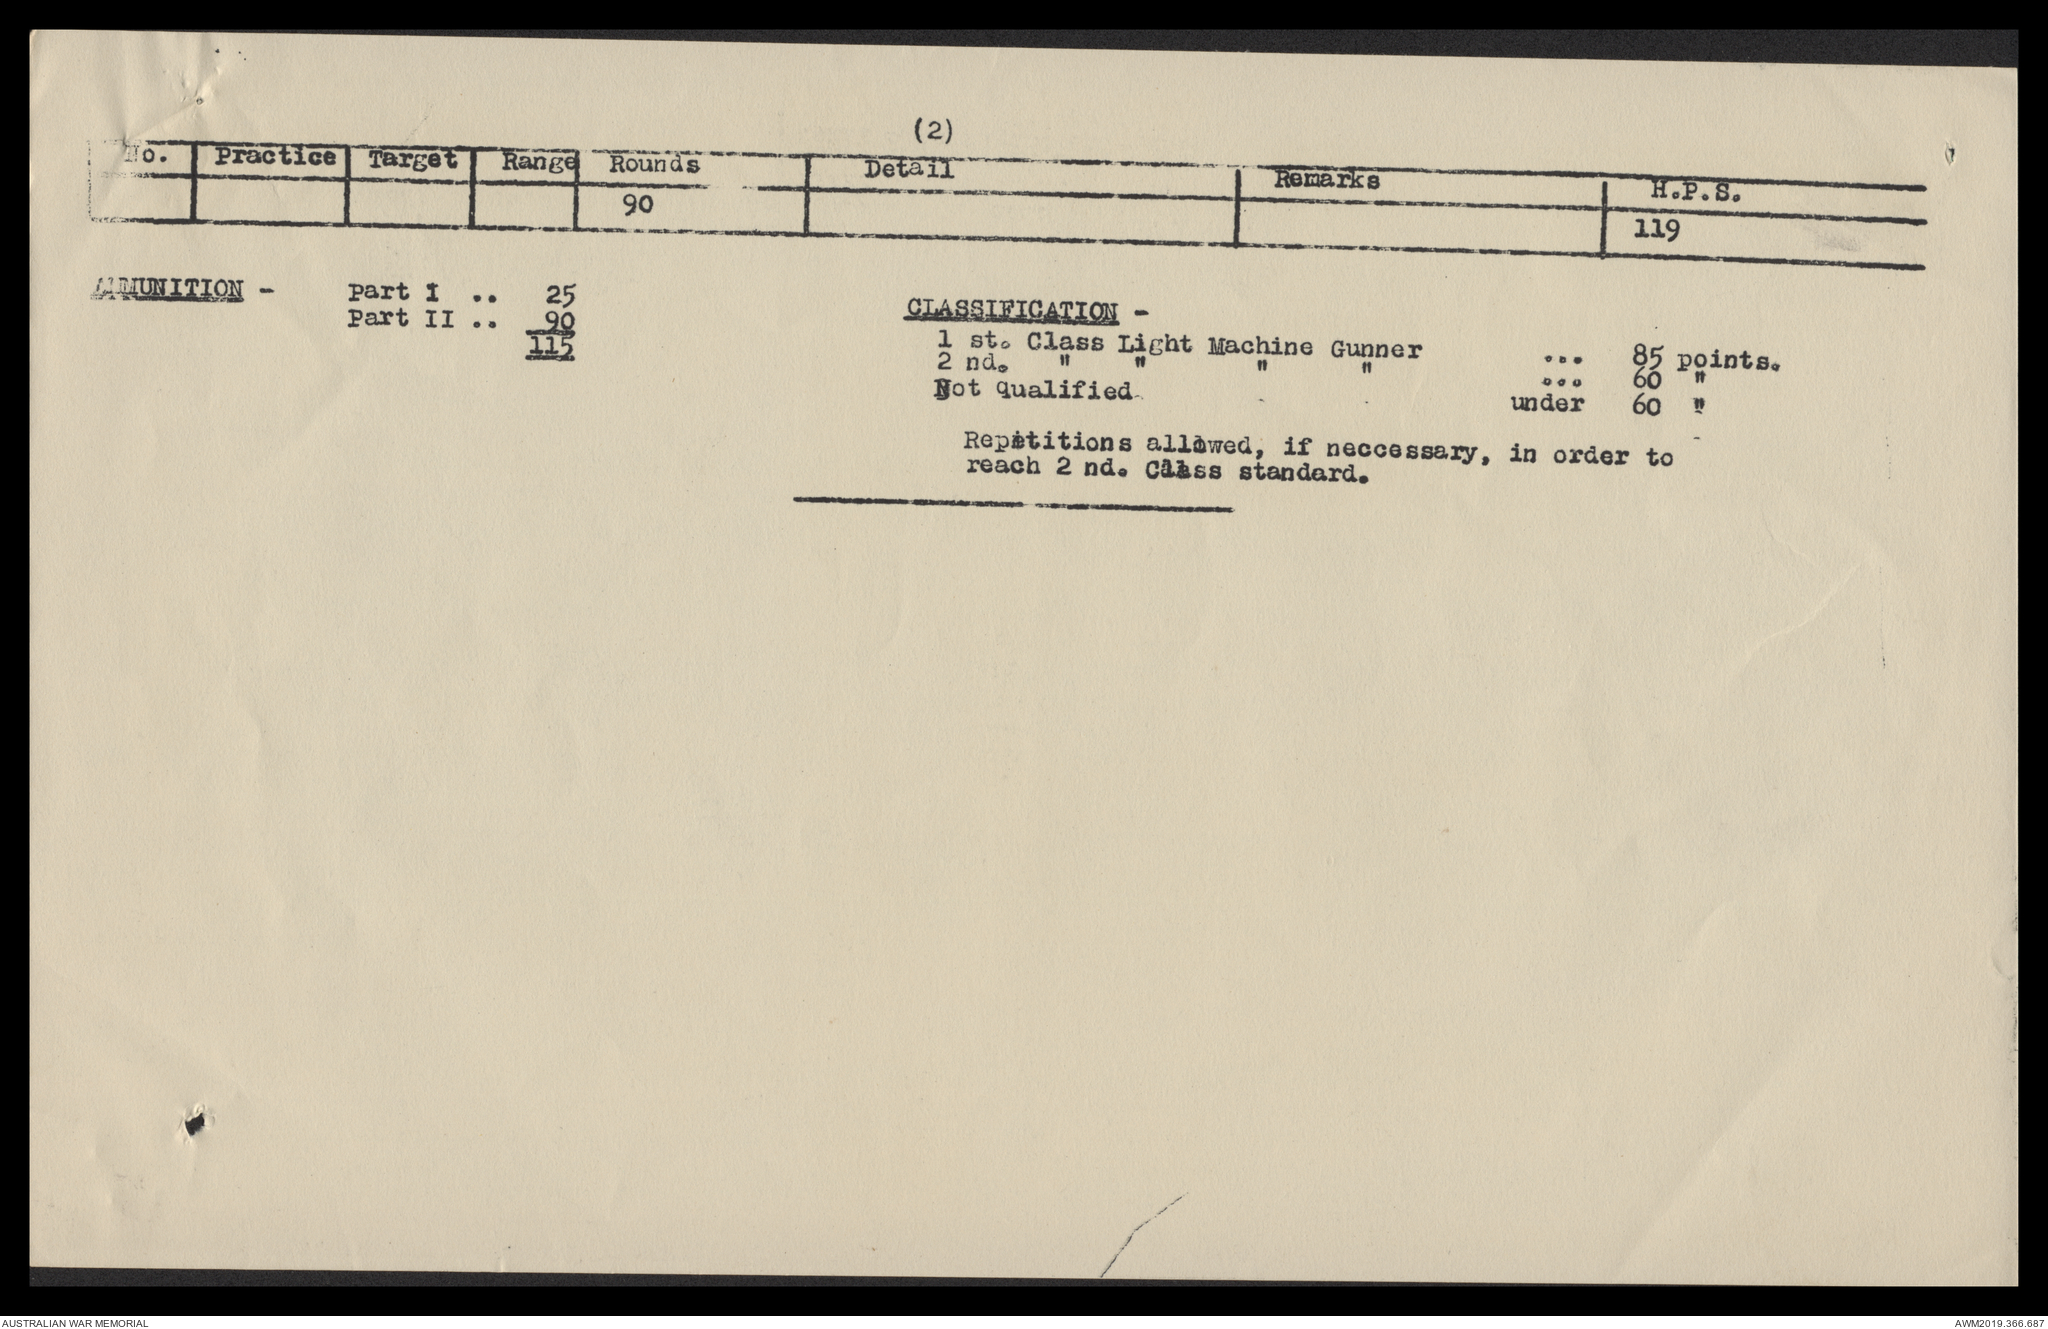 (2)
No. Practice Target Range Rounds Detail Remarks H.P.S.
90 119
AMMUNITION - Part I .. 25
Part II .. 90
115
CLASSIFICATION -
1 st. Class Light Machine Gunner ... 85 points.
2 nd. " " " " ... 60 "
Not Qualified under 60 "
Repititions allowed, if neccessary, in order to
reach 2 nd. Class standard.
AUSTRALIAN WAR MEMORIAL AWM2019.366.687